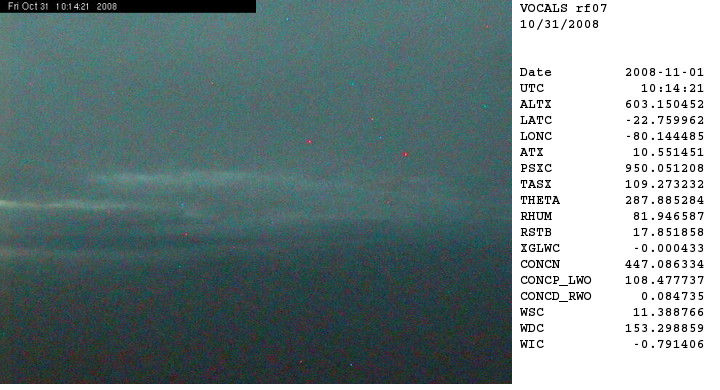 Fri Oct 31 10:14:21 2008
VOCALS rf07
10/31/2008
Date 2008-11-01
UTC 10:14:21
ALTX 603.150452
LATC -22.759962
LONC -80.144485
ATX 10.551451
PSXC 950.051208
TASX 109.273232
THETA 287.885284
RHUM 81.946587
RSTB 17.851858
XGLWC -0.000433
CONCN 447.086334
CONCP_LWO 108.477737
CONCD_RWO 0.084735
WSC 11.388766
WDC 153.298859
WIC -0.791406